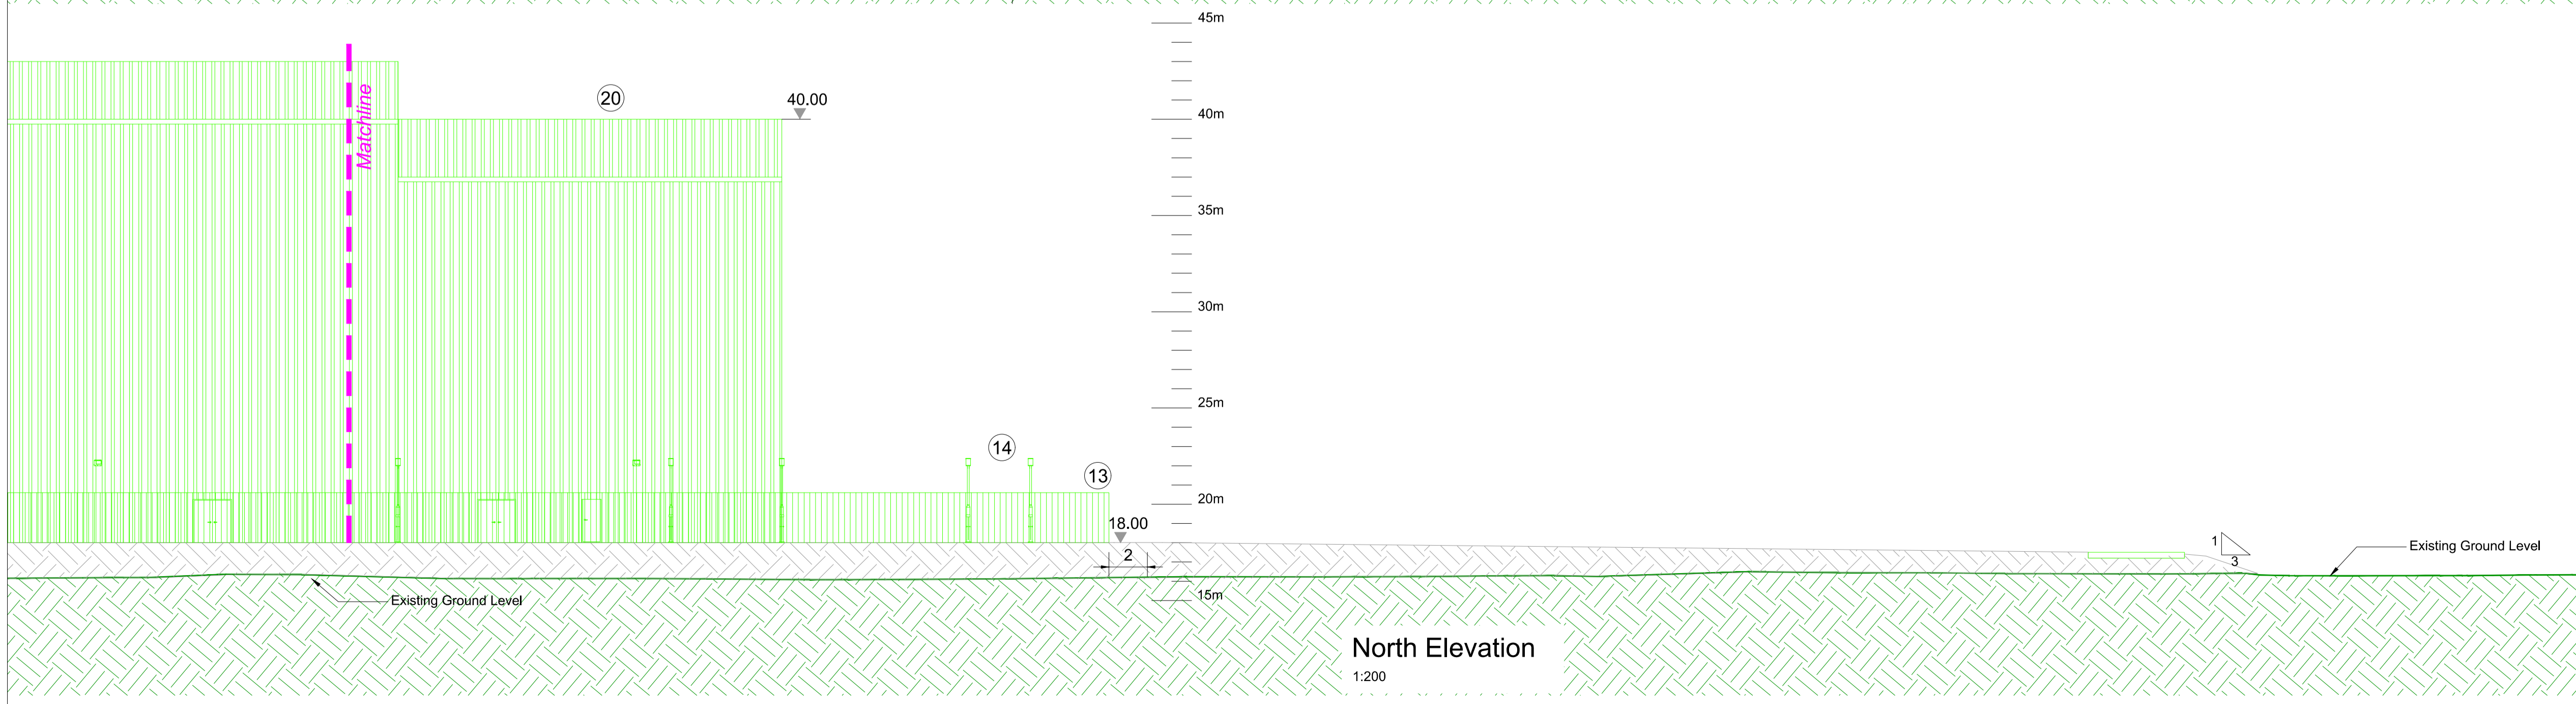 45m
Matchline
20
40.00
40m
35m
30m
25m
14
13
20m
18.00
2
1
3
Existing Ground Level
Existing Ground Level
15m
North Elevation
1:200